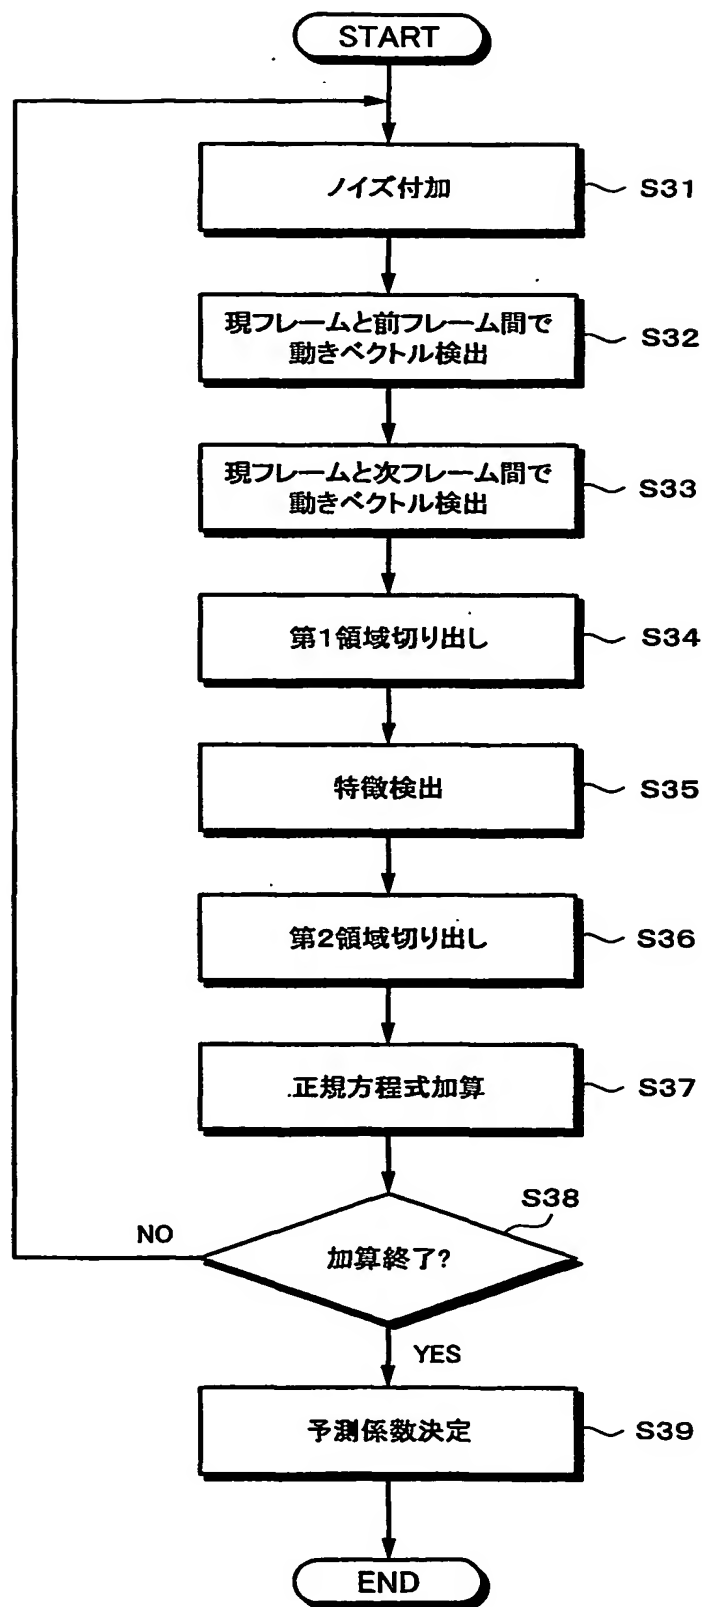 START
ノイズ付加
S31
現フレームと前フレーム間で
動きベクトル検出
S32
現フレームと次フレーム間で
動きベクトル検出
S33
第1領域切り出し
S34
特徴検出
S35
第2領域切り出し
S36
正規方程式加算
S37
S38
NO
加算終了?
YES
予測係数決定
S39
END